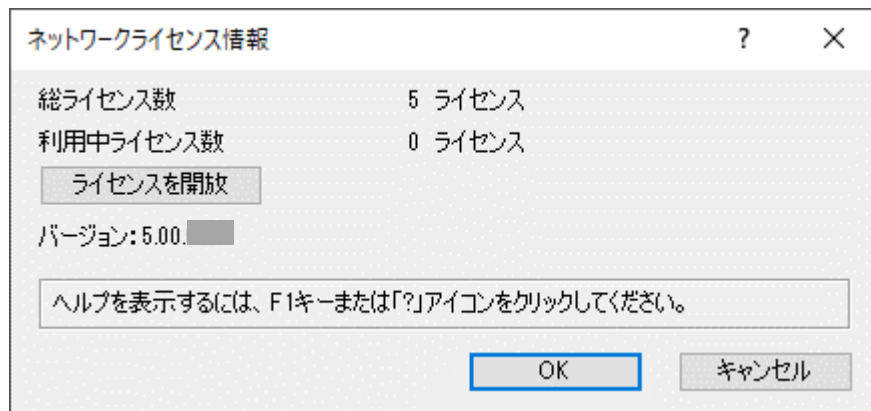 ネットワークライセンス情報 ?
総ライセンス数 5 ライセンス
利用中ライセンス数 0 ライセンス
ライセンスを開放
バージョン:5.00.
ヘルプを表示するには、F1キーまたは「?」アイコンをクリックしてください。
OK キャンセル